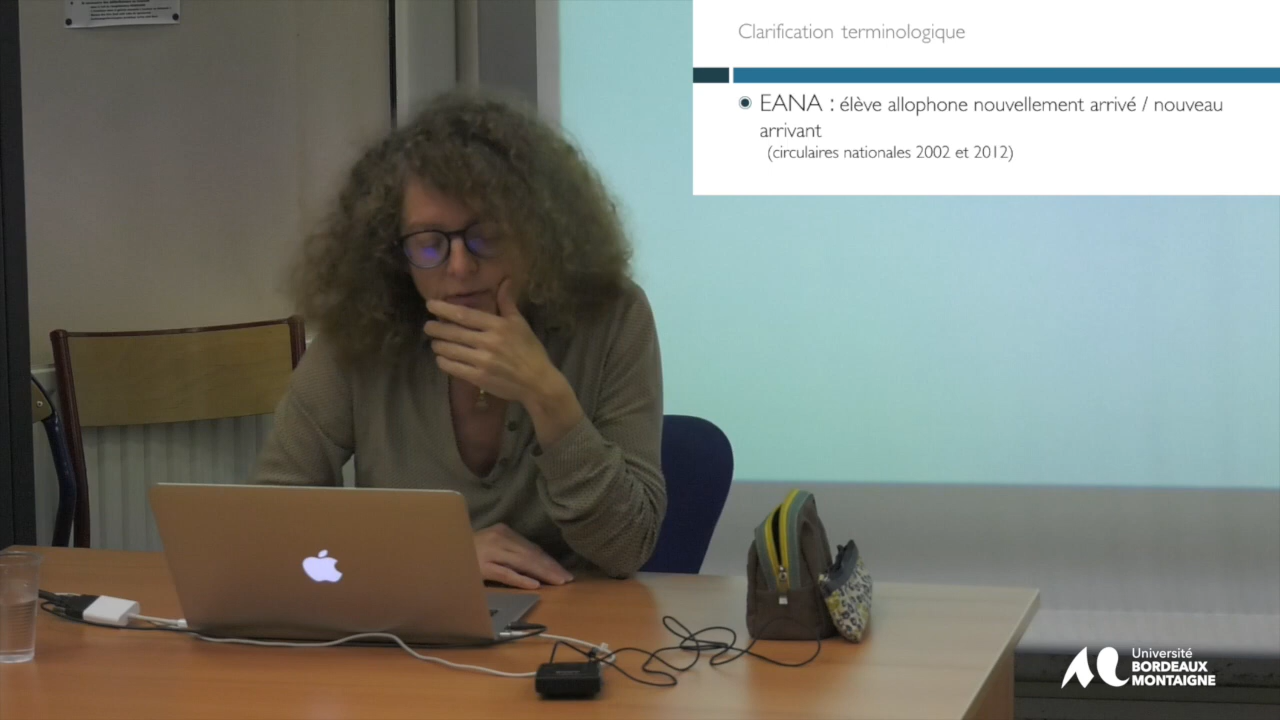 Clarification terminologique
EANA : élève allophone nouvellement arrivé / nouveau
arrivant
(circulaires nationales 2002 et 2012)
Université
BORDEAUX
MONTAIGNE